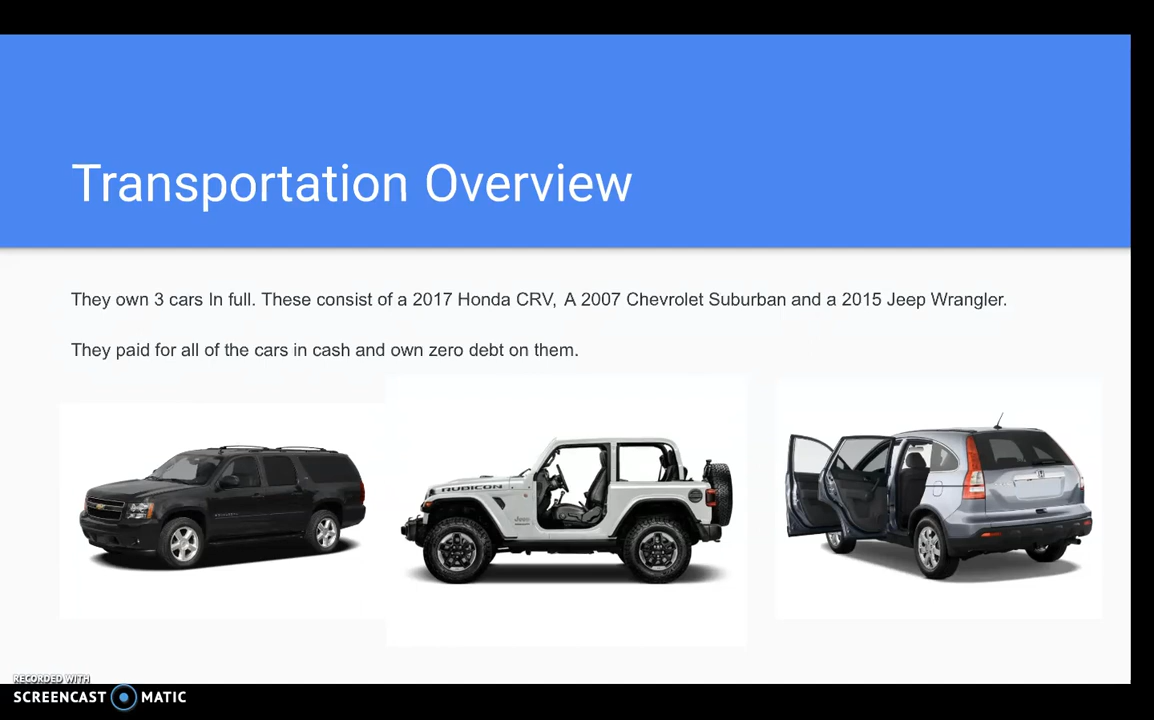 Transportation Overview
They own 3 cars In full. These consist of a 2017 Honda CRV, A 2007 Chevrolet Suburban and a 2015 Jeep Wrangler.
They paid for all of the cars in cash and own zero debt on them.
RUBICON
Jeep
RECORDED WITH
SCREENCAST MATIC